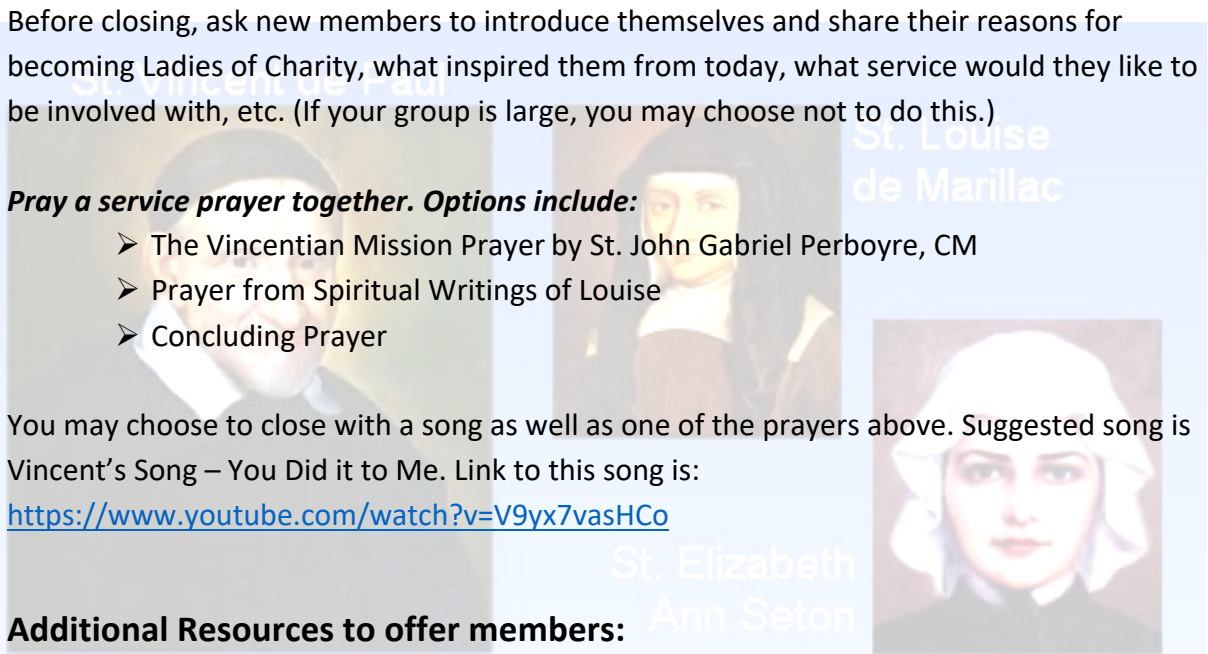 Before closing, ask new members to introduce themselves and share their reasons for
becoming Ladies of Charity, what inspired them from today, what service would they like to
be involved with, etc. (If your group is large, you may choose not to do this.)
St. Vincent de Paul
St. Louise
de Marillac
Pray a service prayer together. Options include:
➢ The Vincentian Mission Prayer by St. John Gabriel Perboyre, CM
➢ Prayer from Spiritual Writings of Louise
➢ Concluding Prayer
You may choose to close with a song as well as one of the prayers above. Suggested song is
Vincent’s Song – You Did it to Me. Link to this song is:
https://www.youtube.com/watch?v=V9yx7vasHCo
St. Elizabeth
Ann Seton
Additional Resources to offer members: